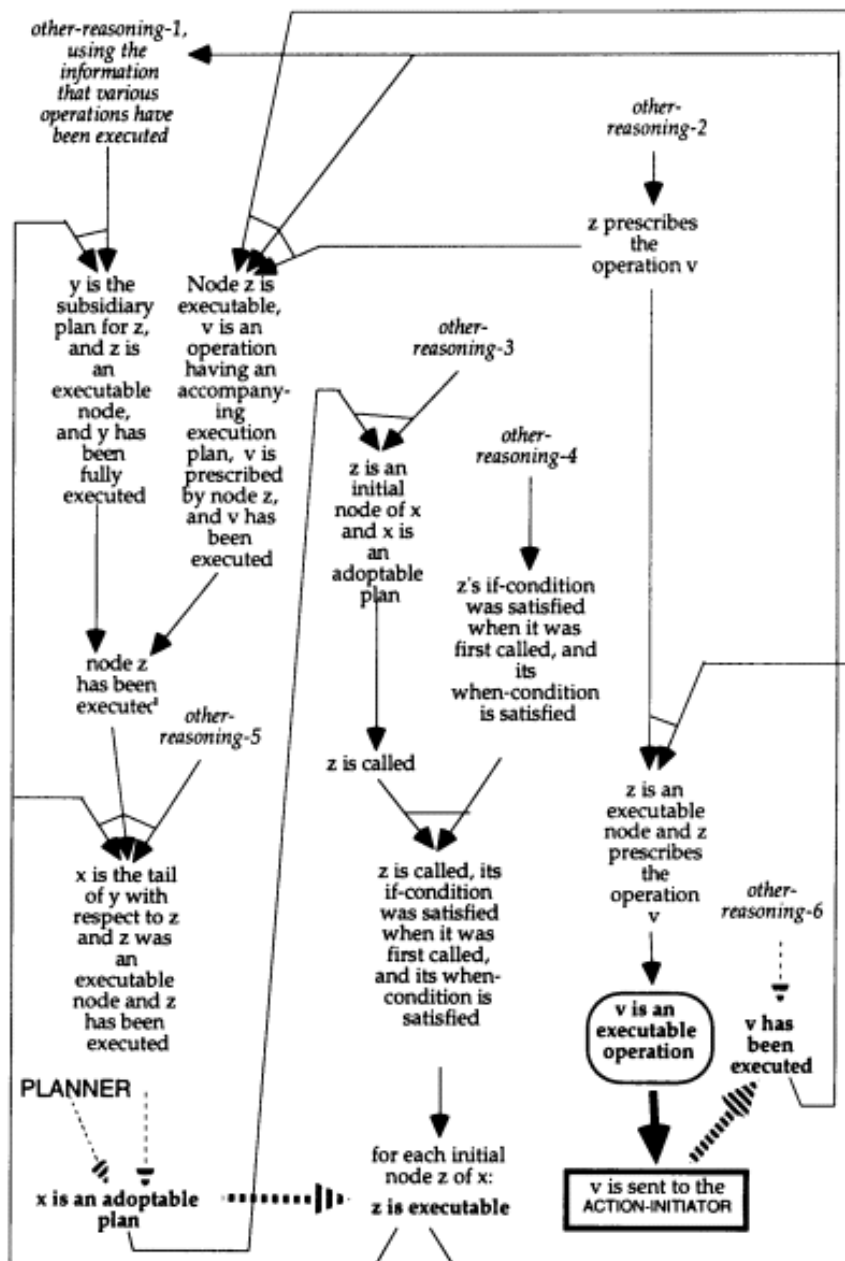 other-reasoning-1,
using the
information
that various
operations have
been executed
other-
reasoning-2
z prescribes
the
operation v
y is the
subsidiary
plan for z,
and z is
an
executable
node,
and y has
been
fully
executed
Node z is
executable,
v is an
operation
having an
accompany-
ing
execution
plan, v is
prescribed
by node z,
and v has
been
executed
other-
reasoning-3
z is an
initial
node of x
and x is
an
adoptable
plan
other-
reasoning-4
z's if-condition
was satisfied
when it was
first called, and
its
when-condition
is satisfied
node z
has been
executed
other-
reasoning-5
z is called
z is an
executable
node and z
prescribes
the
operation
v
x is the tail
of y with
respect to z
and z was
an
executable
node and z
has been
executed
z is called, its
if-condition
was satisfied
when it was
first called,
and its when-
condition is
satisfied
other-
reasoning-6
v is an
executable
operation
v has
been
executed
PLANNER
x is an adoptable
plan
for each initial
node z of x:
z is executable
v is sent to the
ACTION-INITIATOR